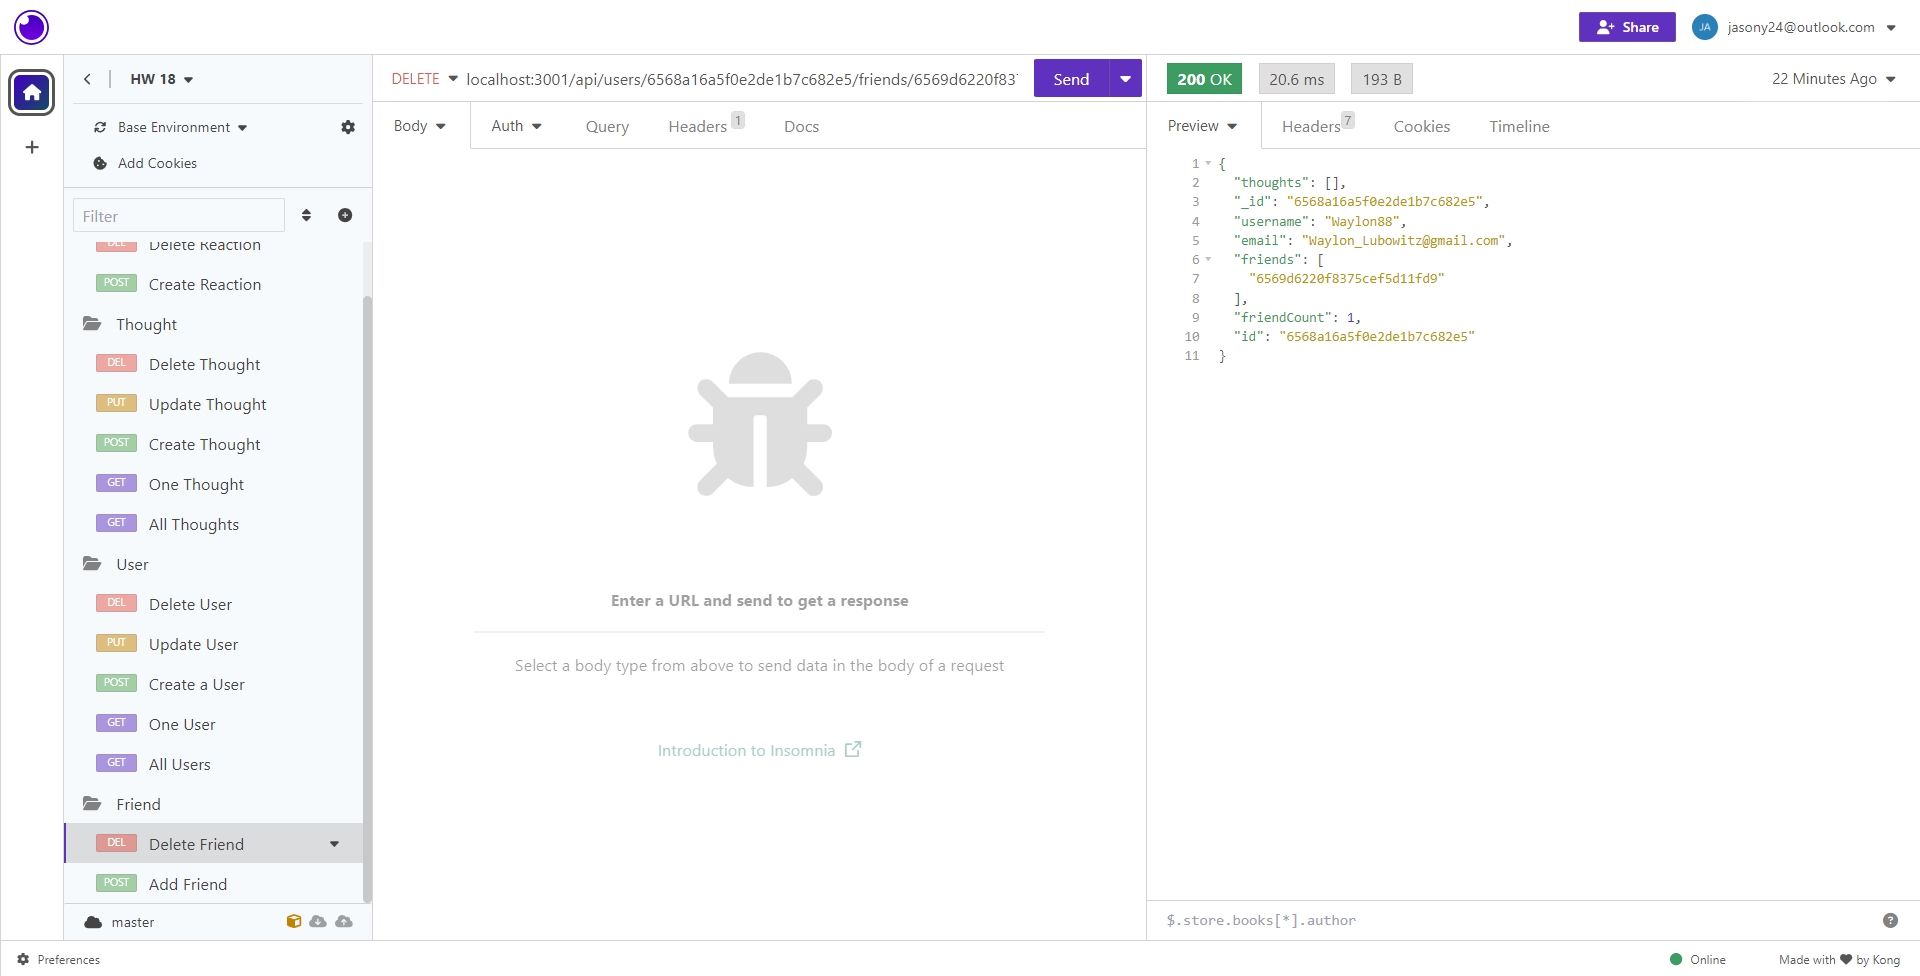 Share
JA
jasony24@outlook.com
HW 18
Base Environment
Add Cookies
Filter
DEL Delete Reaction
POST Create Reaction
Thought
DEL Delete Thought
PUT Update Thought
POST Create Thought
GET One Thought
GET All Thoughts
User
DEL Delete User
PUT Update User
POST Create a User
GET One User
GET All Users
Friend
DEL Delete Friend
POST Add Friend
master
DELETE localhost:3001/api/users/6568a16a5f0e2de1b7c682e5/friends/6569d6220f837
Send
Body Auth Query Headers 1 Docs
Enter a URL and send to get a response
Select a body type from above to send data in the body of a request
Introduction to Insomnia
200 OK 20.6 ms 193 B 22 Minutes Ago
Preview Headers 7 Cookies Timeline
1 {
2 "thoughts": [],
3 "_id": "6568a16a5f0e2de1b7c682e5",
4 "username": "Waylon88",
5 "email": "Waylon_Lubowitz@gmail.com",
6 "friends": [
7 "6569d6220f8375cef5d11fd9"
8 ],
9 "friendCount": 1,
10 "id": "6568a16a5f0e2de1b7c682e5"
11 }
$.store.books[*].author
Preferences
Online
Made with ♥ by Kong